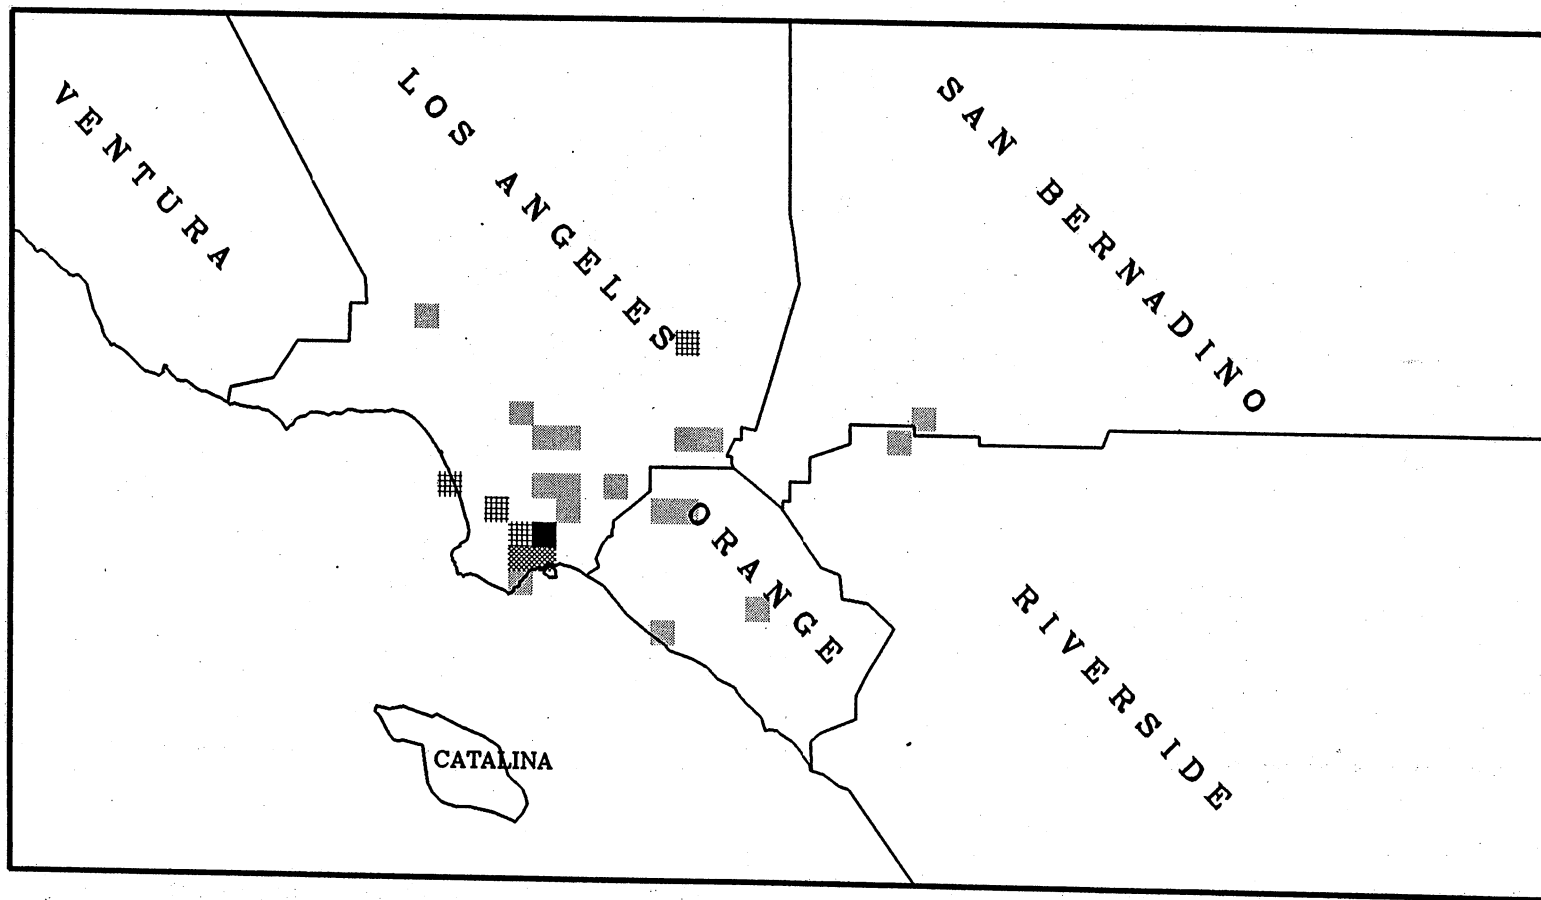 VENTURA
LOS ANGELES
SAN BERNADINO
ORANGE
RIVERSIDE
CATALINA